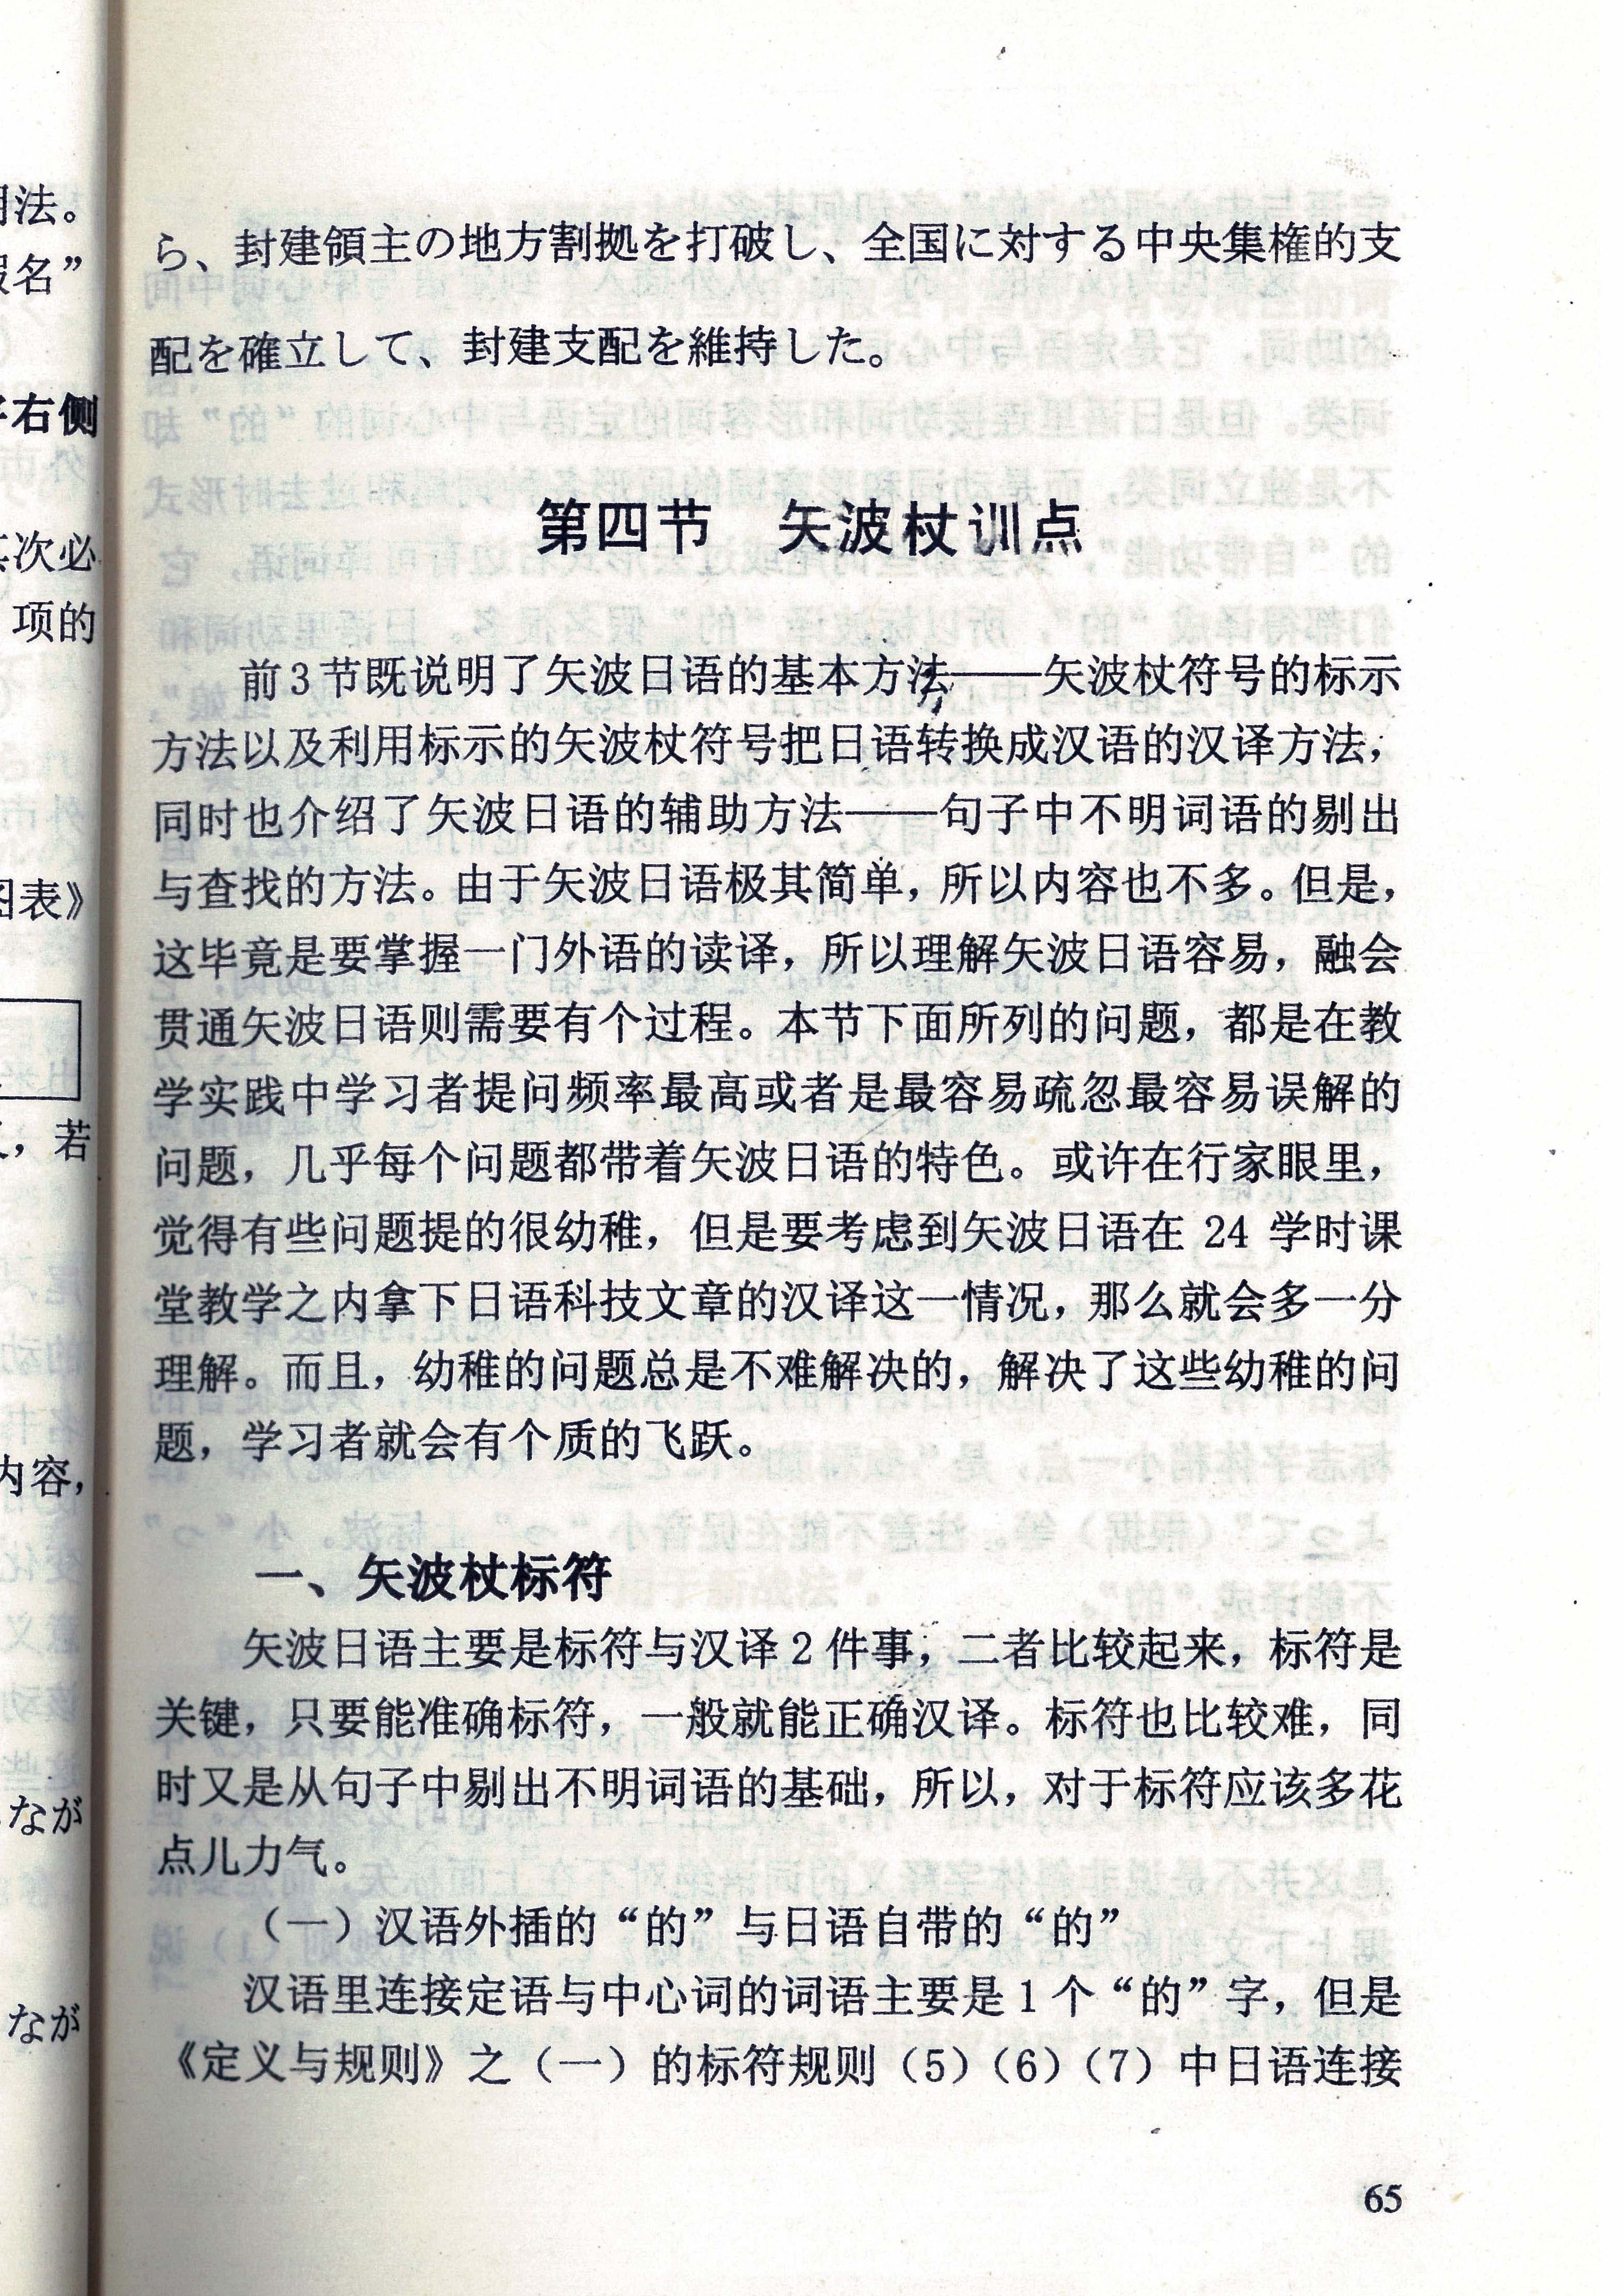 ら、封建領主の地方割拠を打破し、全国に対する中央集権的支
配を確立して、封建支配を維持した。
第四节 矢波杖训点
前3节既说明了矢波日语的基本方法——矢波杖符号的标示
方法以及利用标示的矢波杖符号把日语转换成汉语的汉译方法，
同时也介绍了矢波日语的辅助方法——句子中不明词语的剔出
与查找的方法。由于矢波日语极其简单，所以内容也不多。但是，
这毕竟是要掌握一门外语的读译，所以理解矢波日语容易，融会
贯通矢波日语则需要有个过程。本节下面所列的问题，都是在教
学实践中学习者提问频率最高或者是最容易疏忽最容易误解的
问题，几乎每个问题都带着矢波日语的特色。或许在行家眼里，
觉得有些问题提的很幼稚，但是要考虑到矢波日语在 24 学时课
堂教学之内拿下日语科技文章的汉译这一情况，那么就会多一分
理解。而且，幼稚的问题总是不难解决的，解决了这些幼稚的问
题，学习者就会有个质的飞跃。
一、矢波杖标符
矢波日语主要是标符与汉译2件事，二者比较起来，标符是
关键，只要能准确标符，一般就能正确汉译。标符也比较难，同
时又是从句子中剔出不明词语的基础，所以，对于标符应该多花
点儿力气。
（一）汉语外插的“的”与日语自带的“的”
汉语里连接定语与中心词的词语主要是1个“的”字，但是
《定义与规则》之（一）的标符规则（5）（6）（7）中日语连接
65
法。
名”
右侧
次必
项的
图表》
，若
内容，
なが
なが